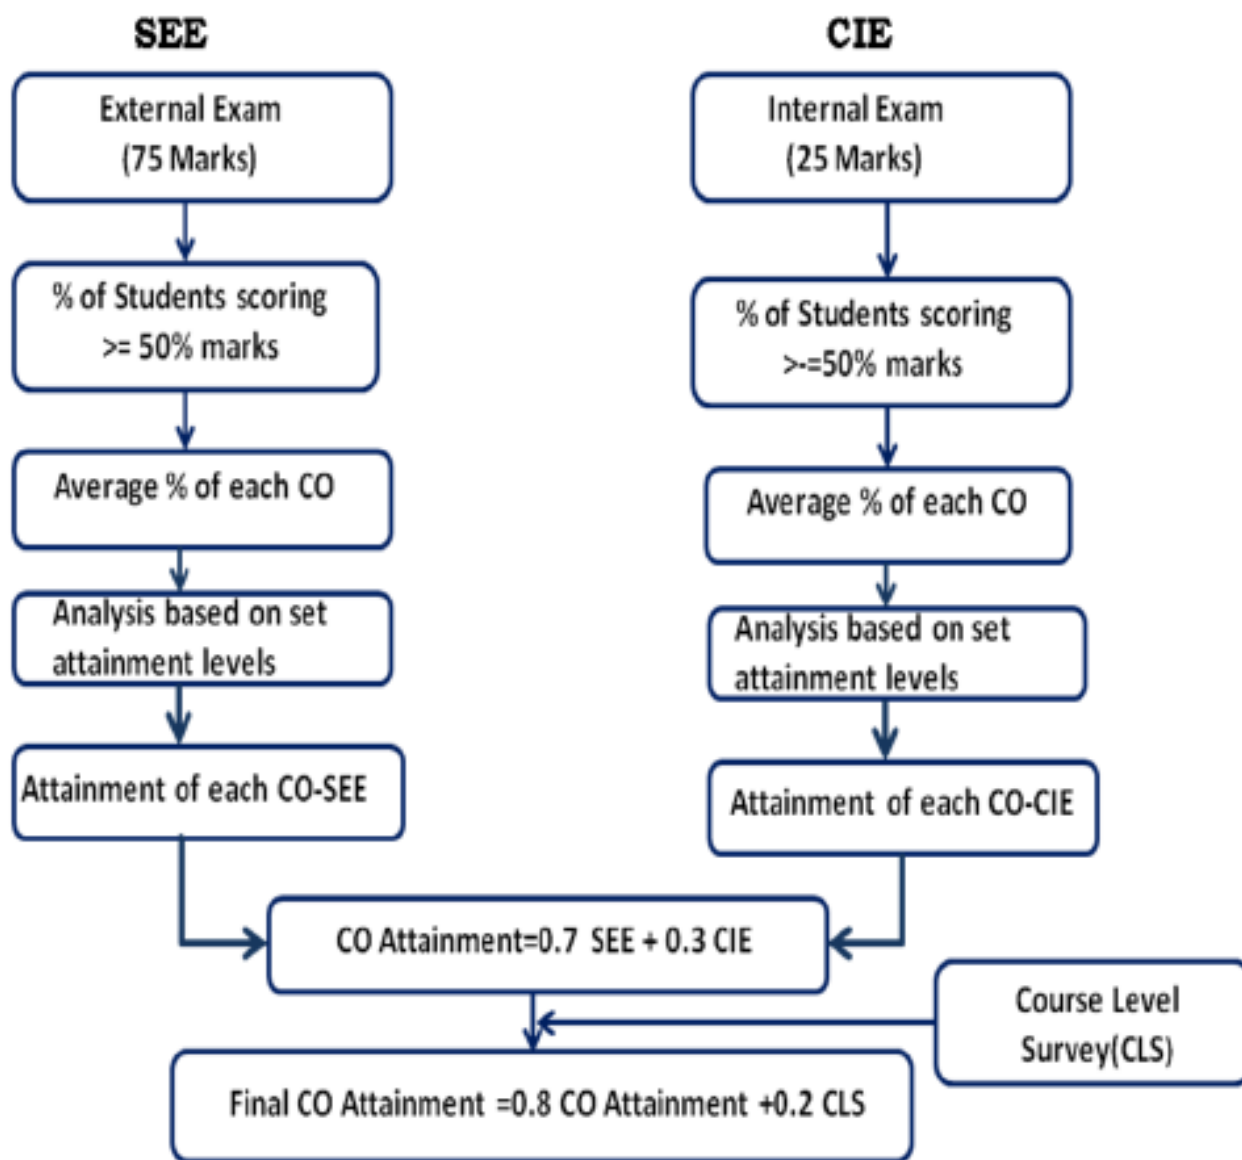 SEE
External Exam
(75 Marks)
% of Students scoring
>= 50% marks
Average % of each CO
Analysis based on set
attainment levels
Attainment of each CO-SEE
CIE
Internal Exam
(25 Marks)
% of Students scoring
>-=50% marks
Average % of each CO
Analysis based on set
attainment levels
Attainment of each CO-CIE
CO Attainment=0.7 SEE + 0.3 CIE
Course Level
Survey(CLS)
Final CO Attainment =0.8 CO Attainment +0.2 CLS